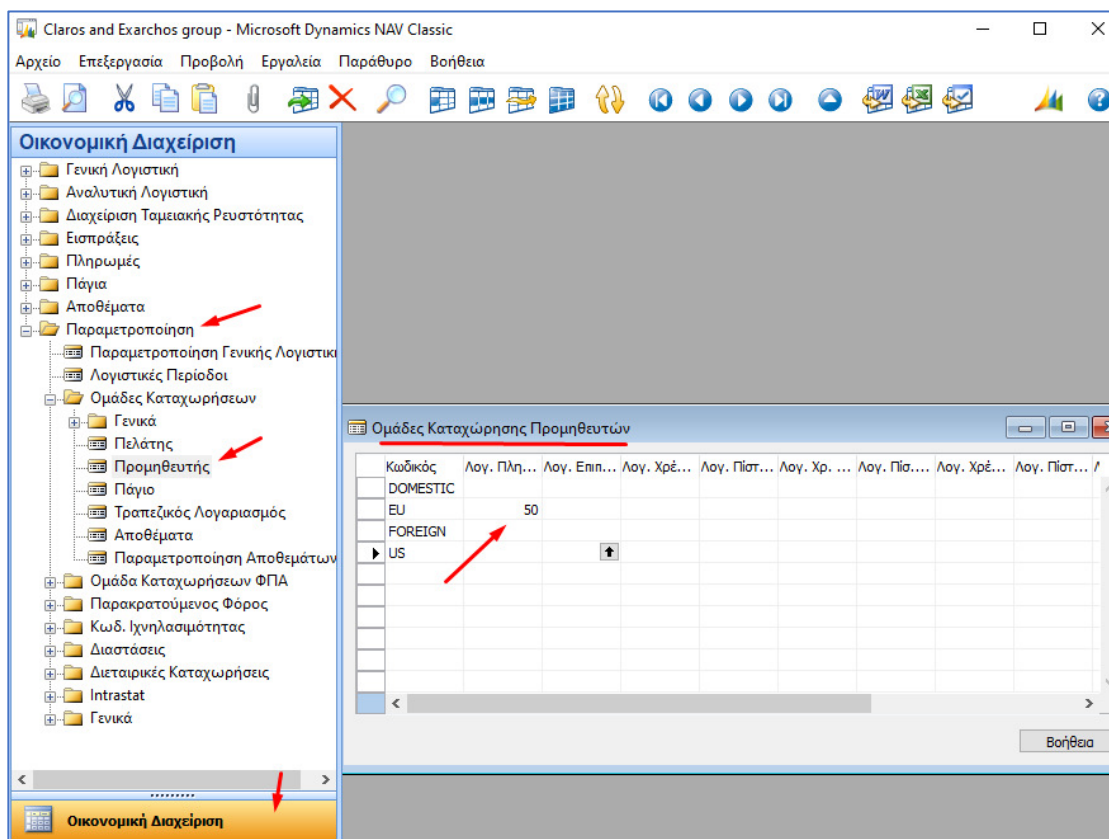 Claros and Exarchos group - Microsoft Dynamics NAV Classic
Αρχείο Επεξεργασία Προβολή Εργαλεία Παράθυρο Βοήθεια
Οικονομική Διαχείριση
Γενική Λογιστική
Αναλυτική Λογιστική
Διαχείριση Ταμειακής Ρευστότητας
Εισπράξεις
Πληρωμές
Πάγια
Αποθέματα
Παραμετροποίηση
Παραμετροποίηση Γενικής Λογιστικ
Λογιστικές Περίοδοι
Ομάδες Καταχωρήσεων
Γενικά
Πελάτης
Προμηθευτής
Πάγιο
Τραπεζικός Λογαριασμός
Αποθέματα
Παραμετροποίηση Αποθεμάτων
Ομάδα Καταχωρήσεων ΦΠΑ
Παρακρατούμενος Φόρος
Κωδ. Ιχνηλασιμότητας
Διαστάσεις
Διεταιρικές Καταχωρήσεις
Intrastat
Γενικά
Οικονομική Διαχείριση
Ομάδες Καταχώρησης Προμηθευτών
Κωδικός Λογ. Πλη... Λογ. Επιπ... Λογ. Χρέ... Λογ. Πίστ... Λογ. Χρ. ... Λογ. Πίσ.... Λογ. Χρέ... Λογ. Πίστ... Λ
DOMESTIC
EU 50
FOREIGN
US
Βοήθεια